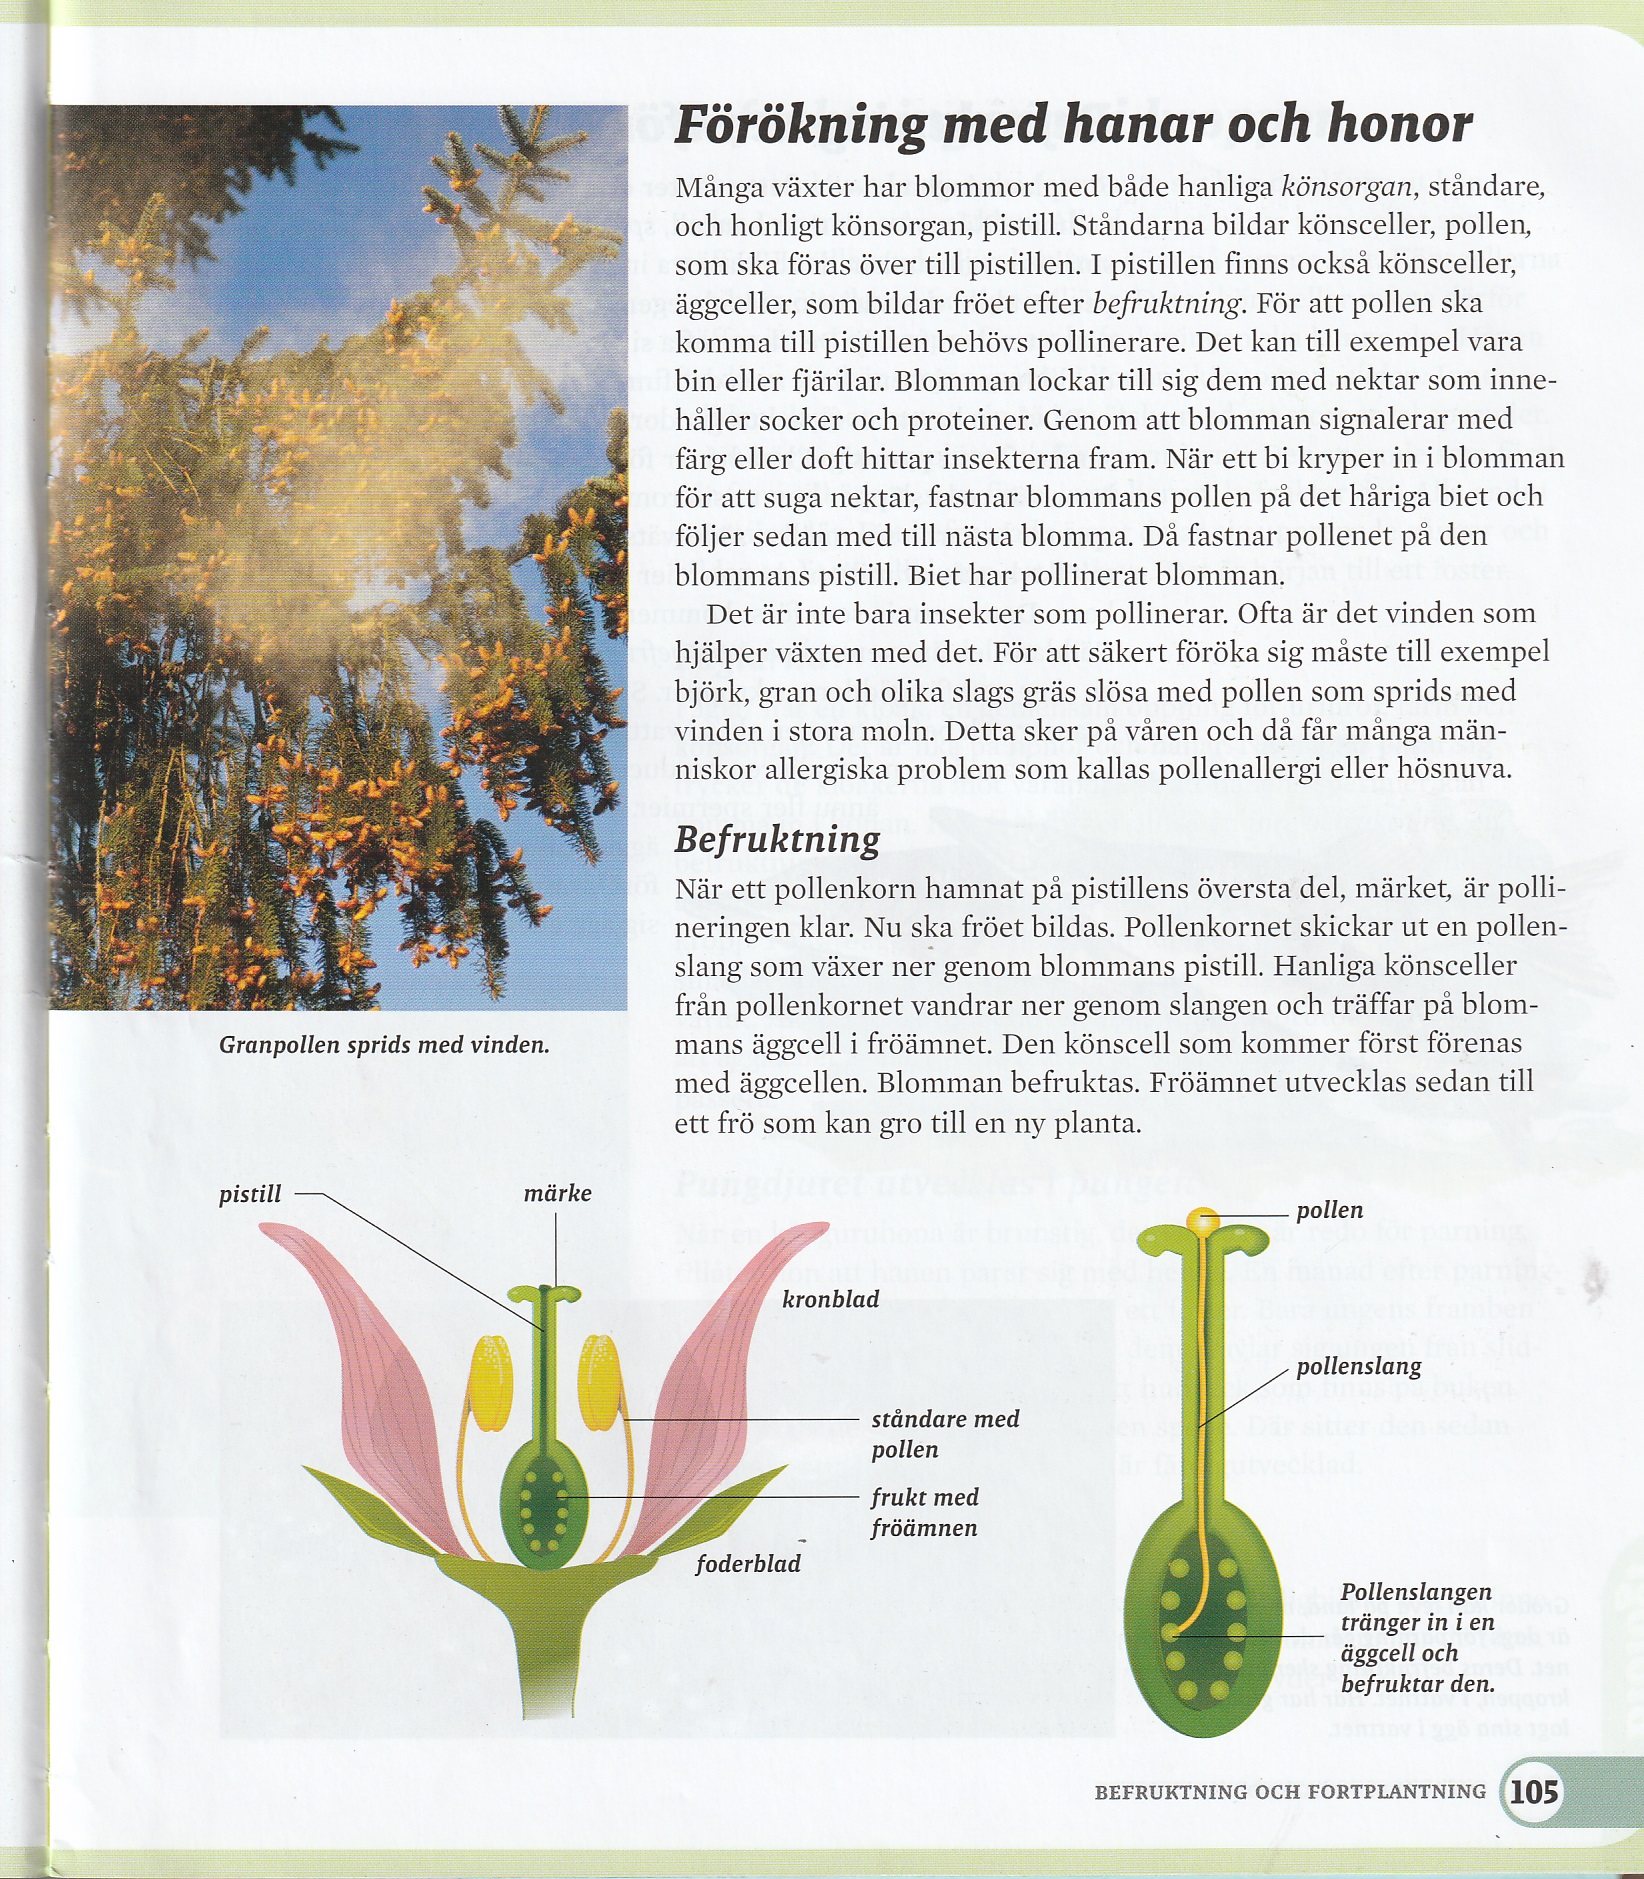 Förökning med hanar och honor
Många växter har blommor med både hanliga könsorgan, ståndare,
och honligt könsorgan, pistill. Ståndarna bildar könsceller, pollen,
som ska föras över till pistillen. I pistillen finns också könsceller,
äggceller, som bildar fröet efter befruktning. För att pollen ska
komma till pistillen behövs pollinerare. Det kan till exempel vara
bin eller fjärilar. Blomman lockar till sig dem med nektar som inne-
håller socker och proteiner. Genom att blomman signalerar med
färg eller doft hittar insekterna fram. När ett bi kryper in i blomman
för att suga nektar, fastnar blommans pollen på det håriga biet och
följer sedan med till nästa blomma. Då fastnar pollenet på den
blommans pistill. Biet har pollinerat blomman.
Det är inte bara insekter som pollinerar. Ofta är det vinden som
hjälper växten med det. För att säkert föröka sig måste till exempel
björk, gran och olika slags gräs slösa med pollen som sprids med
vinden i stora moln. Detta sker på våren och då får många män-
niskor allergiska problem som kallas pollenallergi eller hösnuva.
Befruktning
När ett pollenkorn hamnat på pistillens översta del, märket, är polli-
neringen klar. Nu ska fröet bildas. Pollenkornet skickar ut en pollen-
slang som växer ner genom blommans pistill. Hanliga könsceller
från pollenkornet vandrar ner genom slangen och träffar på blom-
mans äggcell i fröämnet. Den könscell som kommer först förenas
med äggcellen. Blomman befruktas. Fröämnet utvecklas sedan till
ett frö som kan gro till en ny planta.
Granpollen sprids med vinden.
pistill
märke
kronblad
ståndare med
pollen
frukt med
fröämnen
foderblad
pollen
pollenslang
Pollenslangen
tränger in i en
äggcell och
befruktar den.
BEFRUKTNING OCH FORTPLANTNING 105